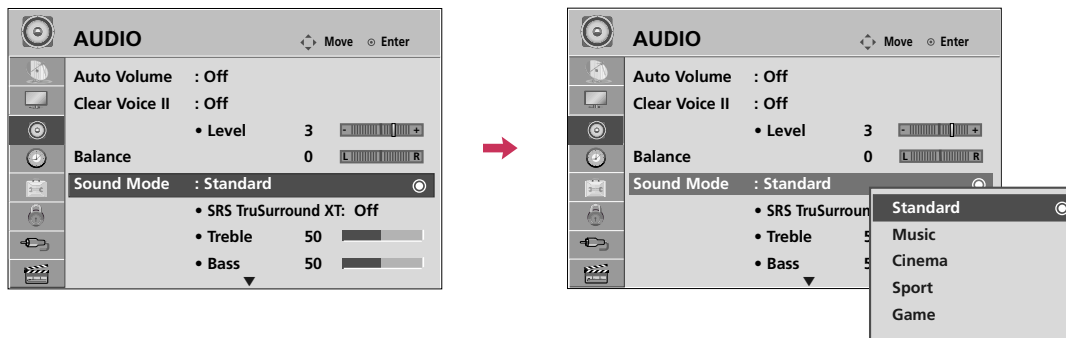 AUDIO Move Enter
Auto Volume : Off
Clear Voice II : Off
• Level 3 - +
Balance 0 L R
Sound Mode : Standard
• SRS TruSurround XT: Off
• Treble 50
• Bass 50
AUDIO Move Enter
Auto Volume : Off
Clear Voice II : Off
• Level 3 - +
Balance 0 L R
Sound Mode : Standard
• SRS TruSurroun
• Treble 5
• Bass 5
Standard
Music
Cinema
Sport
Game